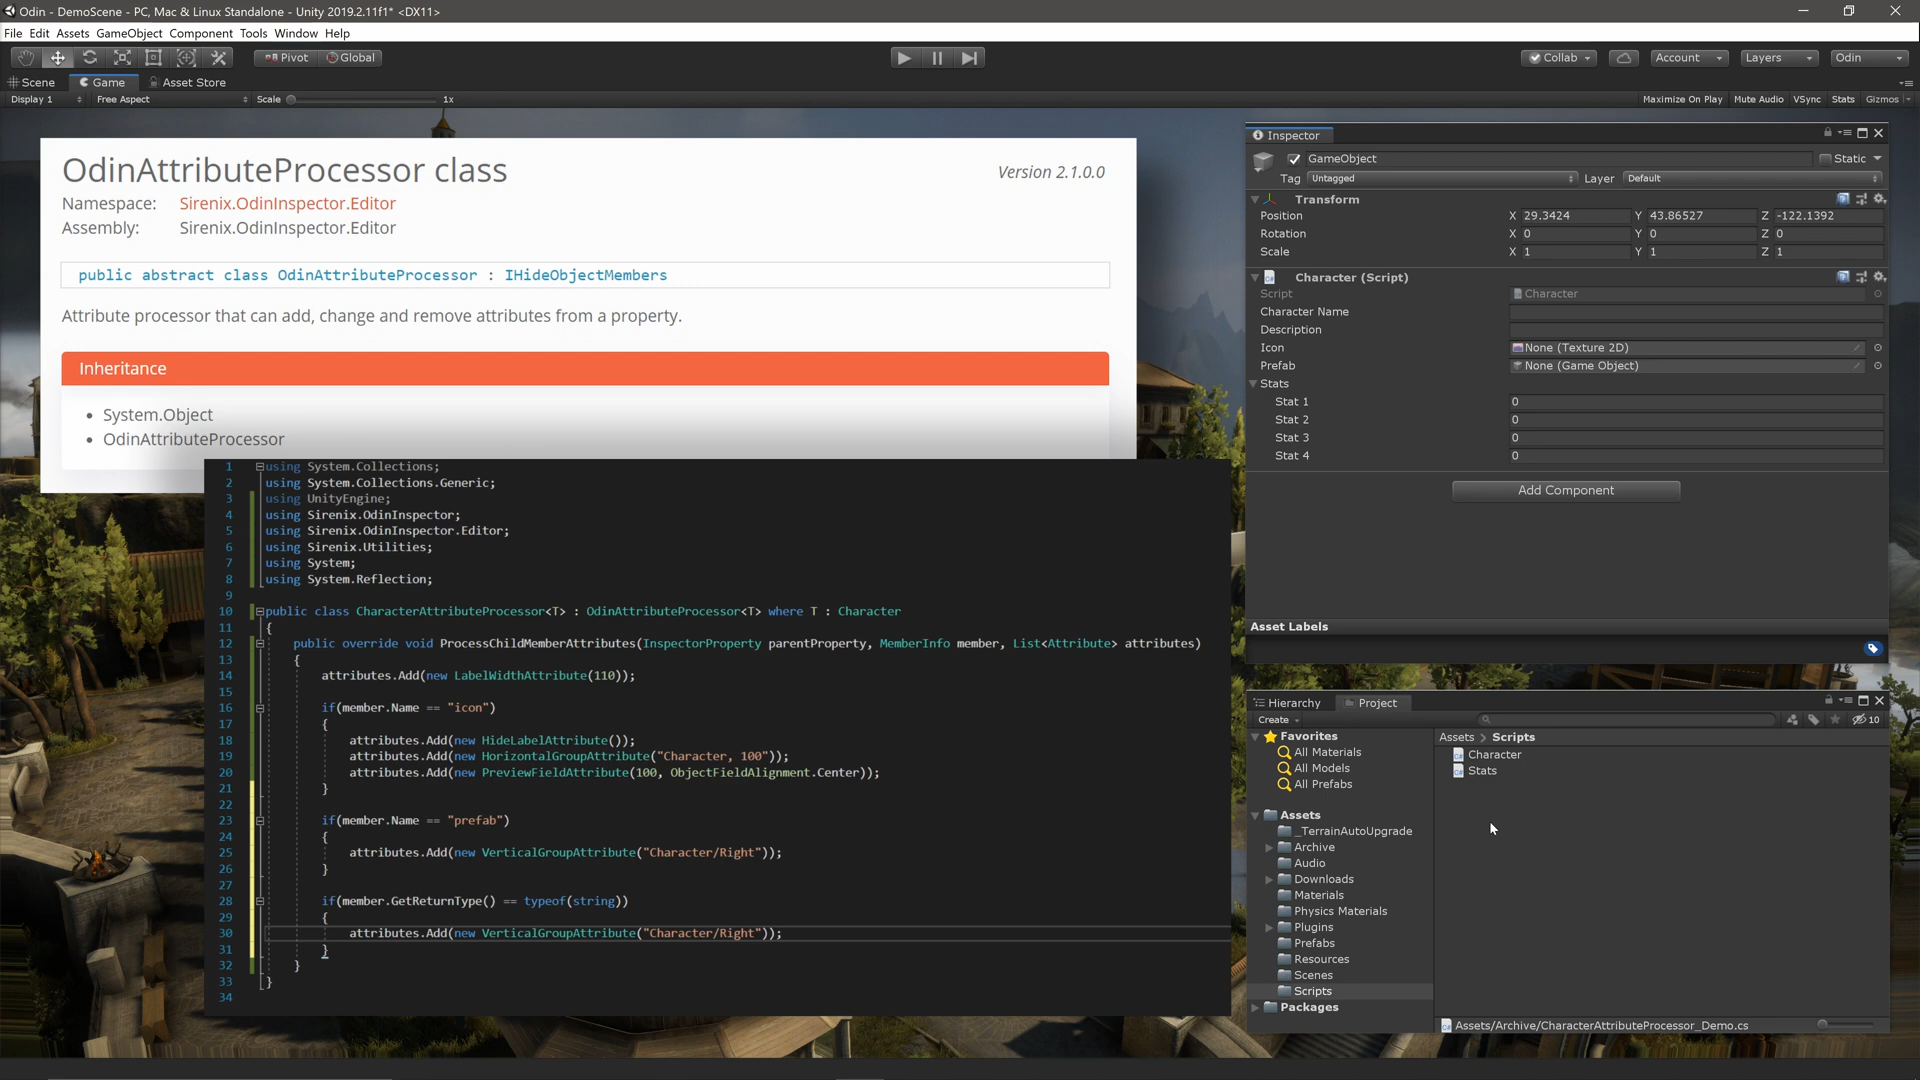 Odin - DemoScene - PC, Mac & Linux Standalone - Unity 2019.2.11f1* <DX11>
File Edit Assets GameObject Component Tools Window Help
Pivot Global
Collab Account Layers Odin
Scene Game Asset Store
Display 1 Free Aspect Scale 1x
Maximize On Play Mute Audio VSync Stats Gizmos
OdinAttributeProcessor class
Version 2.1.0.0
Namespace: Sirenix.OdinInspector.Editor
Assembly: Sirenix.OdinInspector.Editor
public abstract class OdinAttributeProcessor : IHideObjectMembers
Attribute processor that can add, change and remove attributes from a property.
Inheritance
• System.Object
• OdinAttributeProcessor
1 using System.Collections;
2 using System.Collections.Generic;
3 using UnityEngine;
4 using Sirenix.OdinInspector;
5 using Sirenix.OdinInspector.Editor;
6 using Sirenix.Utilities;
7 using System;
8 using System.Reflection;
9
10 public class CharacterAttributeProcessor<T> : OdinAttributeProcessor<T> where T : Character
11 {
12 public override void ProcessChildMemberAttributes(InspectorProperty parentProperty, MemberInfo member, List<Attribute> attributes)
13 {
14 attributes.Add(new LabelWidthAttribute(110));
15
16 if(member.Name == "icon")
17 {
18 attributes.Add(new HideLabelAttribute());
19 attributes.Add(new HorizontalGroupAttribute("Character, 100"));
20 attributes.Add(new PreviewFieldAttribute(100, ObjectFieldAlignment.Center));
21 }
22
23 if(member.Name == "prefab")
24 {
25 attributes.Add(new VerticalGroupAttribute("Character/Right"));
26 }
27
28 if(member.GetReturnType() == typeof(string))
29 {
30 attributes.Add(new VerticalGroupAttribute("Character/Right"));
31 }
32 }
33 }
34
Inspector
GameObject Static
Tag Untagged Layer Default
Transform
Position X 29.3424 Y 43.86527 Z -122.1392
Rotation X 0 Y 0 Z 0
Scale X 1 Y 1 Z 1
Character (Script)
Script Character
Character Name
Description
Icon None (Texture 2D)
Prefab None (Game Object)
Stats
Stat 1 0
Stat 2 0
Stat 3 0
Stat 4 0
Add Component
Asset Labels
Hierarchy Project
Create 10
Favorites
All Materials
All Models
All Prefabs
Assets
_TerrainAutoUpgrade
Archive
Audio
Downloads
Materials
Physics Materials
Plugins
Prefabs
Resources
Scenes
Scripts
Packages
Assets > Scripts
Character
Stats
Assets/Archive/CharacterAttributeProcessor_Demo.cs